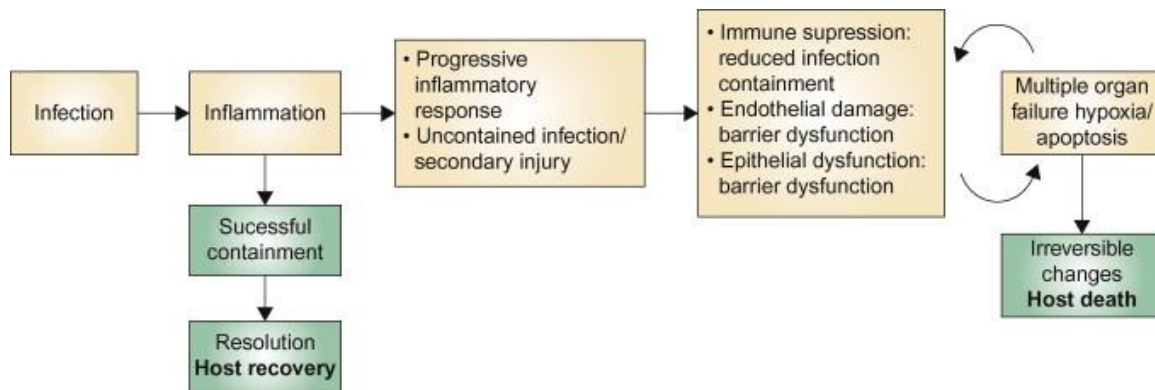 Infection
Inflammation
• Progressive
inflammatory
response
• Uncontained infection/
secondary injury
• Immune supression:
reduced infection
containment
• Endothelial damage:
barrier dysfunction
• Epithelial dysfunction:
barrier dysfunction
Multiple organ
failure hypoxia/
apoptosis
Sucessful
containment
Resolution
Host recovery
Irreversible
changes
Host death